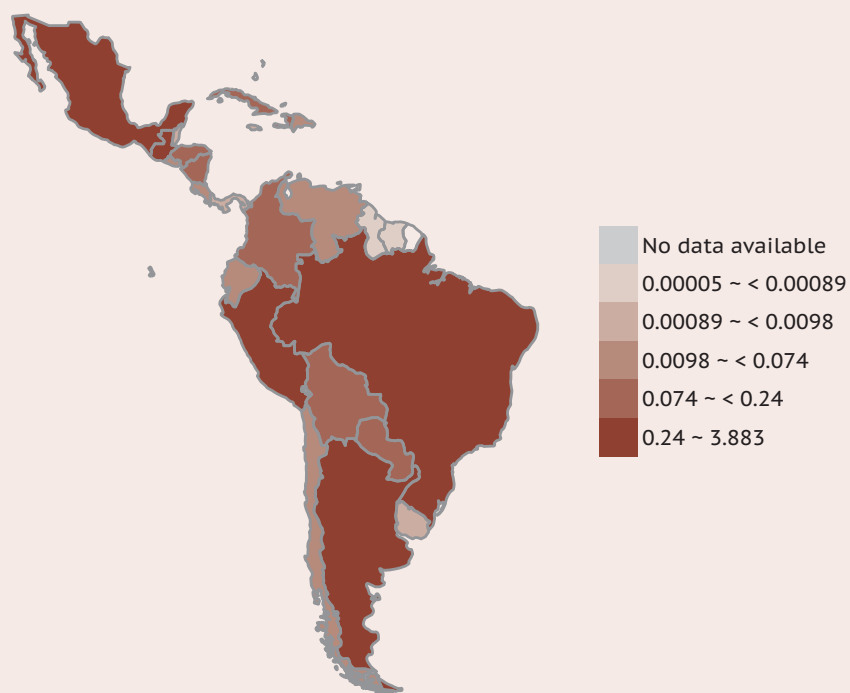 No data available
0.00005 ~ < 0.00089
0.00089 ~ < 0.0098
0.0098 ~ < 0.074
0.074 ~ < 0.24
0.24 ~ 3.883